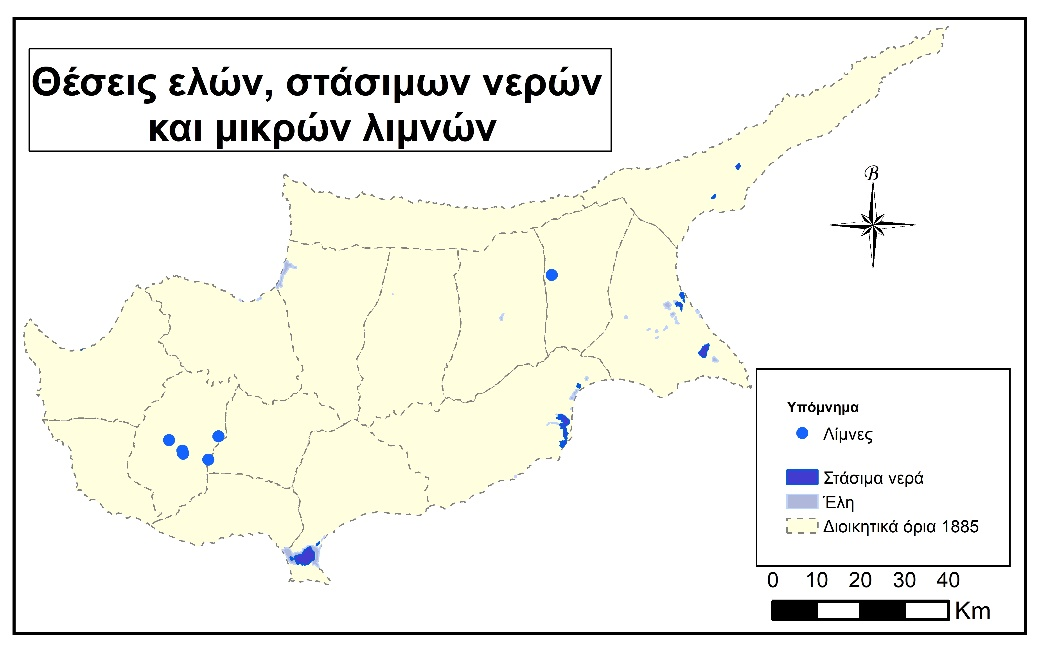 Θέσεις ελών, στάσιμων νερών
και μικρών λιμνών
Β
Υπόμνημα
Λίμνες
Στάσιμα νερά
Έλη
Διοικητικά όρια 1885
0 10 20 30 40
Km